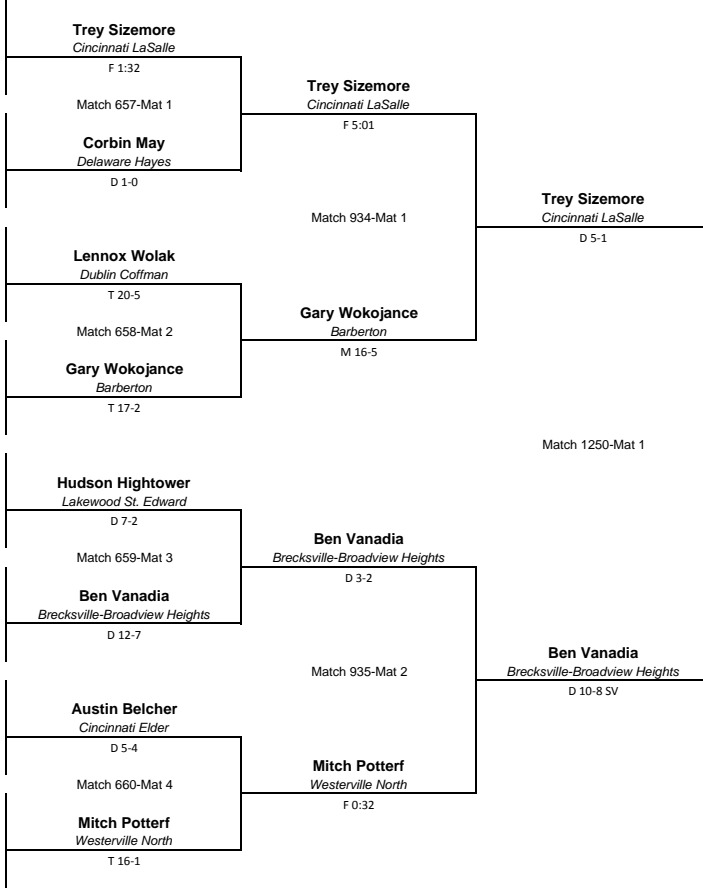 Trey Sizemore
Cincinnati LaSalle
F 1:32
Match 657-Mat 1
Corbin May
Delaware Hayes
D 1-0
Lennox Wolak
Dublin Coffman
T 20-5
Match 658-Mat 2
Gary Wokojance
Barberton
T 17-2
Hudson Hightower
Lakewood St. Edward
D 7-2
Match 659-Mat 3
Ben Vanadia
Brecksville-Broadview Heights
D 12-7
Austin Belcher
Cincinnati Elder
D 5-4
Match 660-Mat 4
Mitch Potterf
Westerville North
T 16-1
Trey Sizemore
Cincinnati LaSalle
F 5:01
Match 934-Mat 1
Gary Wokojance
Barberton
M 16-5
Ben Vanadia
Brecksville-Broadview Heights
D 3-2
Match 935-Mat 2
Mitch Potterf
Westerville North
F 0:32
Trey Sizemore
Cincinnati LaSalle
D 5-1
Match 1250-Mat 1
Ben Vanadia
Brecksville-Broadview Heights
D 10-8 SV